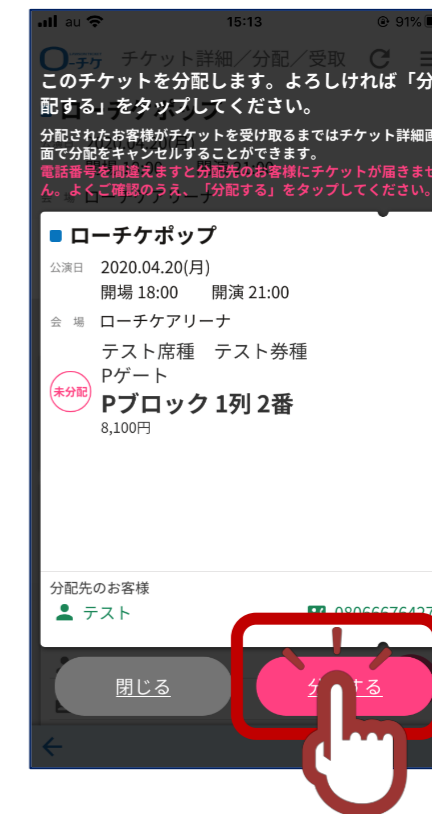 au 15:13 91%
チケット詳細/分配/受取
このチケットを分配します。よろしければ「分
配する」をタップしてください。
分配されたお客様がチケットを受け取るまではチケット詳細画
面で分配をキャンセルすることができます。
電話番号を間違えますと分配先のお客様にチケットが届きませ
ん。よくご確認のうえ、「分配する」をタップしてください。
ローチケポップ
公演日 2020.04.20(月)
開場 18:00 開演 21:00
会 場 ローチケアリーナ
テスト席種 テスト券種
Pゲート
未分配
Pブロック 1列 2番
8,100円
分配先のお客様
テスト
閉じる